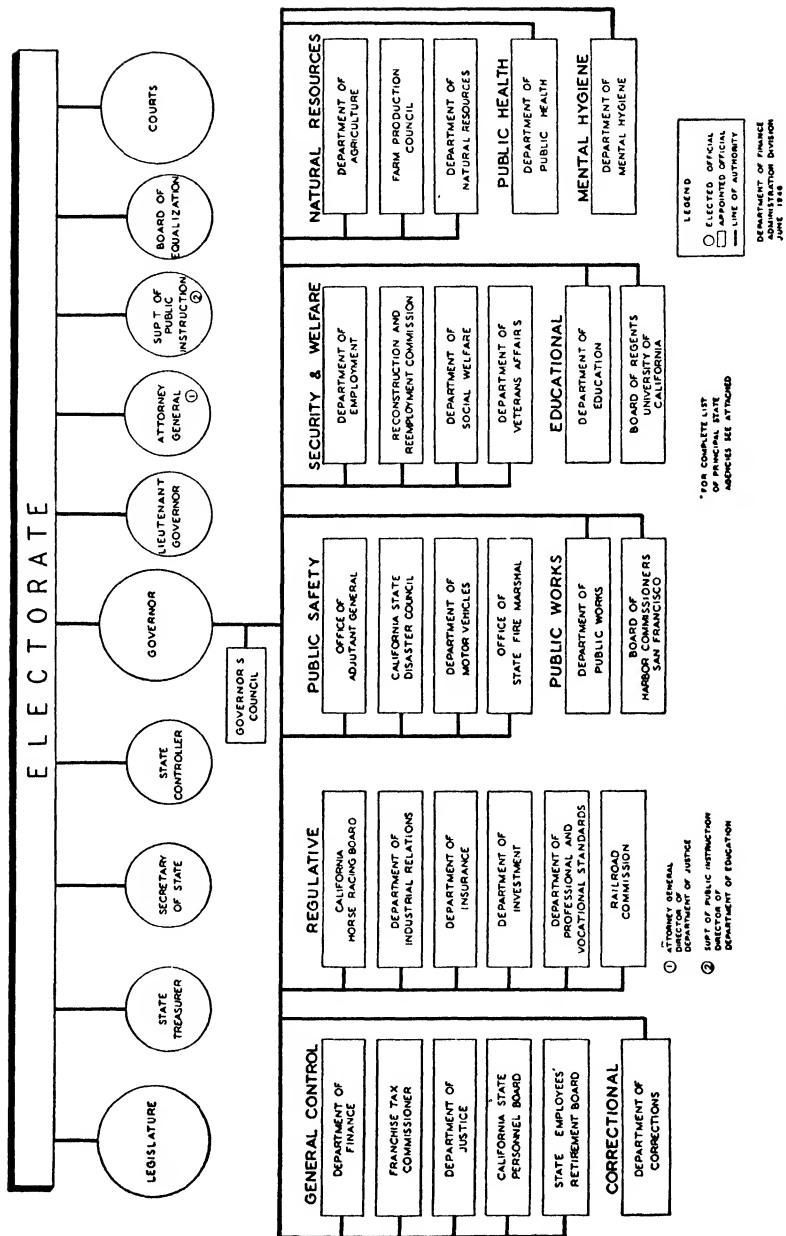 ELECTORATE
LEGISLATURE
STATE
TREASURER
SECRETARY
OF STATE
STATE
CONTROLLER
GOVERNOR
LIEUTENANT
GOVERNOR
ATTORNEY
GENERAL ①
SUPT OF
PUBLIC
INSTRUCTION
②
BOARD OF
EQUALIZATION
COURTS
GOVERNOR S
COUNCIL
GENERAL CONTROL
DEPARTMENT OF
FINANCE
FRANCHISE TAX
COMMISSIONER
DEPARTMENT OF
JUSTICE
CALIFORNIA STATE
PERSONNEL BOARD
STATE EMPLOYEES'
RETIREMENT BOARD
CORRECTIONAL
DEPARTMENT OF
CORRECTIONS
REGULATIVE
CALIFORNIA
HORSE RACING BOARD
DEPARTMENT OF
INDUSTRIAL RELATIONS
DEPARTMENT OF
INSURANCE
DEPARTMENT OF
INVESTMENT
DEPARTMENT OF
PROFESSIONAL AND
VOCATIONAL STANDARDS
RAILROAD
COMMISSION
PUBLIC SAFETY
OFFICE OF
ADJUTANT GENERAL
CALIFORNIA STATE
DISASTER COUNCIL
DEPARTMENT OF
MOTOR VEHICLES
OFFICE OF
STATE FIRE MARSHAL
PUBLIC WORKS
DEPARTMENT OF
PUBLIC WORKS
BOARD OF
HARBOR COMMISSIONERS
SAN FRANCISCO
SECURITY & WELFARE
DEPARTMENT OF
EMPLOYMENT
RECONSTRUCTION AND
REEMPLOYMENT COMMISSION
DEPARTMENT OF
SOCIAL WELFARE
DEPARTMENT OF
VETERANS AFFAIRS
EDUCATIONAL
DEPARTMENT OF
EDUCATION
BOARD OF REGENTS
UNIVERSITY OF
CALIFORNIA
NATURAL RESOURCES
DEPARTMENT OF
AGRICULTURE
FARM PRODUCTION
COUNCIL
DEPARTMENT OF
NATURAL RESOURCES
PUBLIC HEALTH
DEPARTMENT OF
PUBLIC HEALTH
MENTAL HYGIENE
DEPARTMENT OF
MENTAL HYGIENE
① ATTORNEY GENERAL
DIRECTOR OF
DEPARTMENT OF JUSTICE
② SUPT OF PUBLIC INSTRUCTION
DIRECTOR OF
DEPARTMENT OF EDUCATION
*FOR COMPLETE LIST
OF PRINCIPAL STATE
AGENCIES SEE ATTACHED
LEGEND
ELECTED OFFICIAL
APPOINTED OFFICIAL
LINE OF AUTHORITY
DEPARTMENT OF FINANCE
ADMINISTRATION DIVISION
JUNE 1946